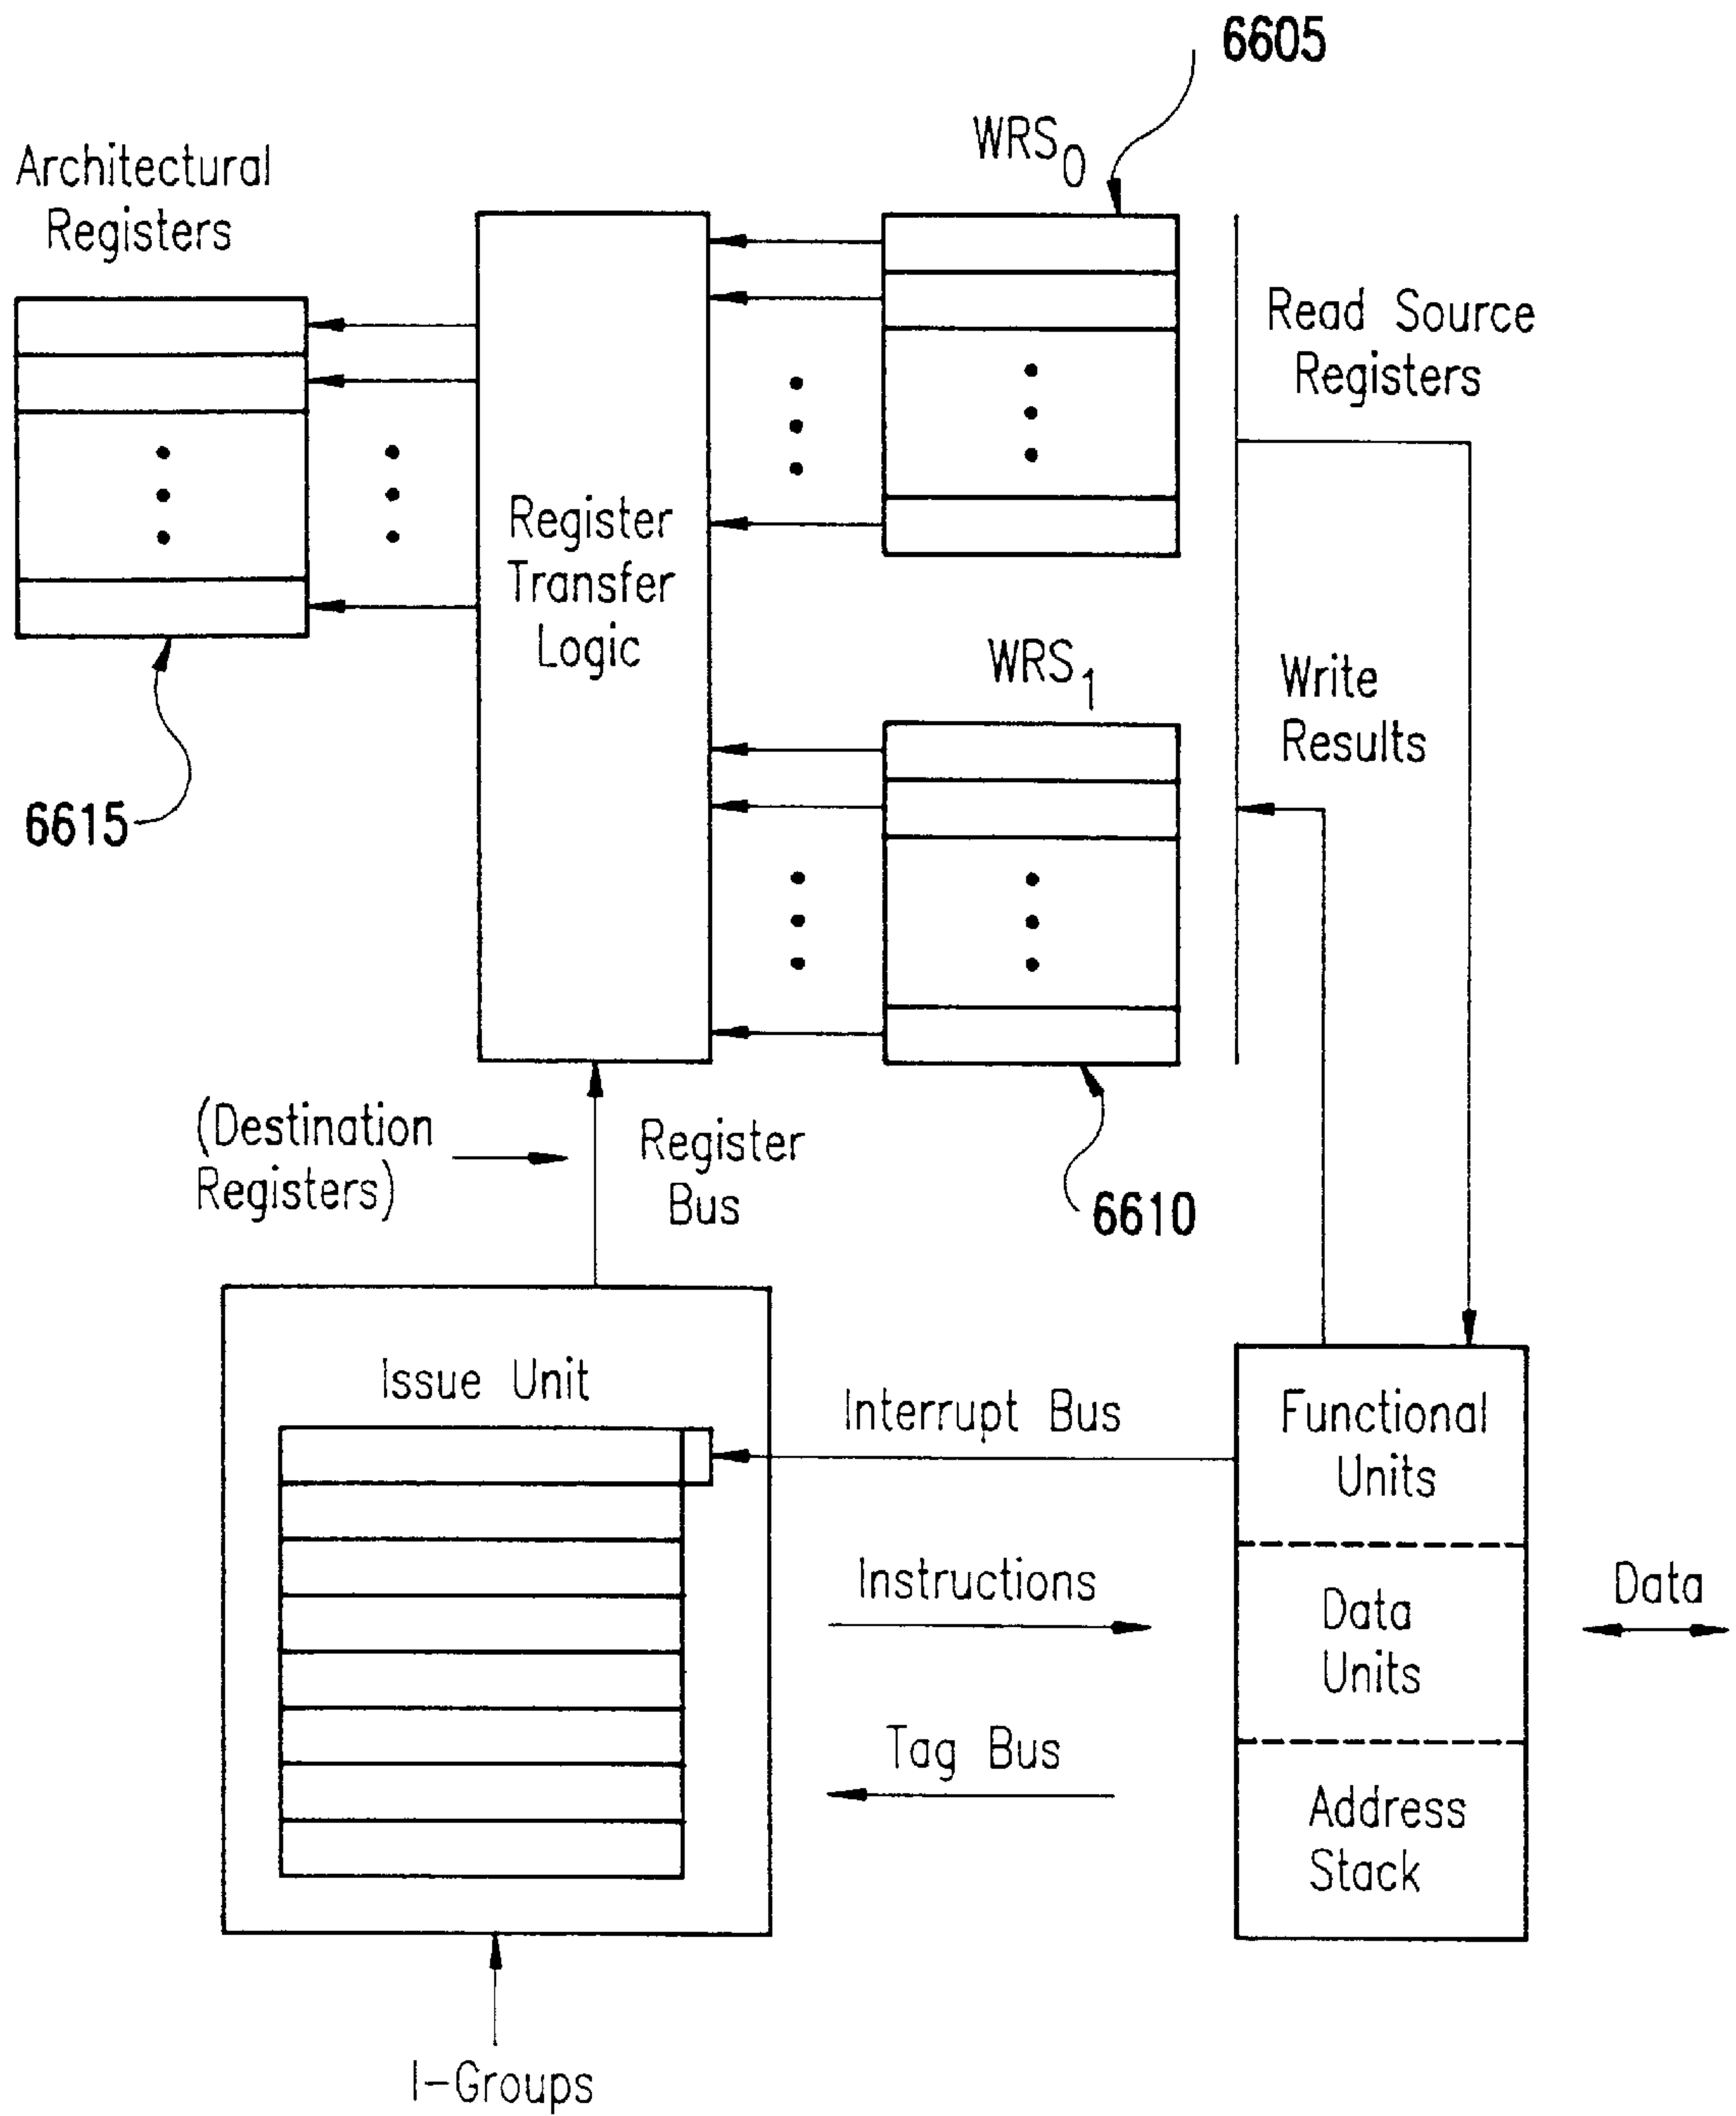 6605
WRS0
Architectural
Registers
Read Source
Registers
Register
Transfer
Logic
WRS1
Write
Results
6615
(Destination
Registers)
Register
Bus
6610
Issue Unit
Interrupt Bus
Functional
Units
Instructions
Data
Units
Data
Tag Bus
Address
Stack
I-Groups